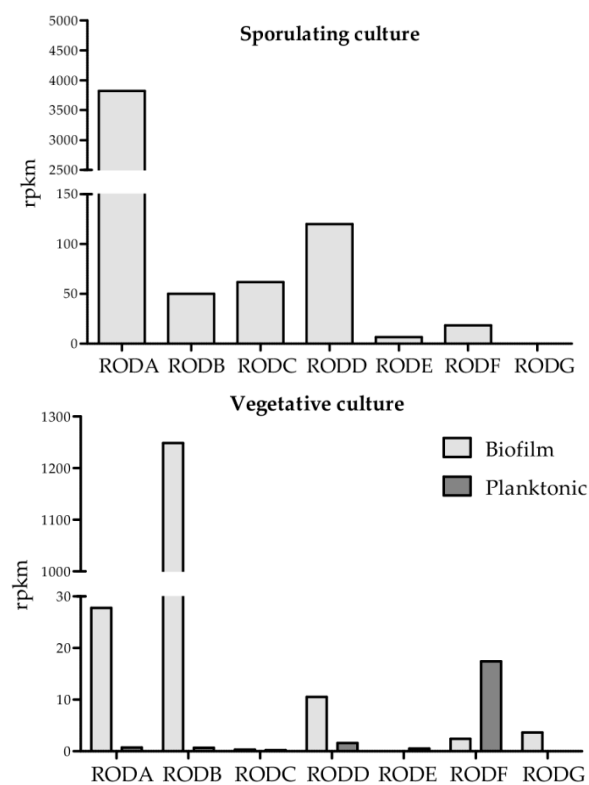 Sporulating culture
5000
4500
4000
3500
3000
2500
150
100
50
0
rpkm
RODA RODB RODC RODD RODE RODF RODG
Vegetative culture
1300
1200
1100
1000
30
20
10
0
rpkm
Biofilm
Planktonic
RODA RODB RODC RODD RODE RODF RODG